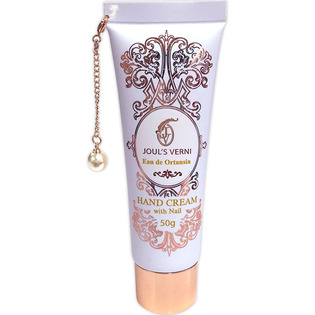 JOUL'S VERNI
Eau de Ortansia
HAND CREAM
with Nail
50g